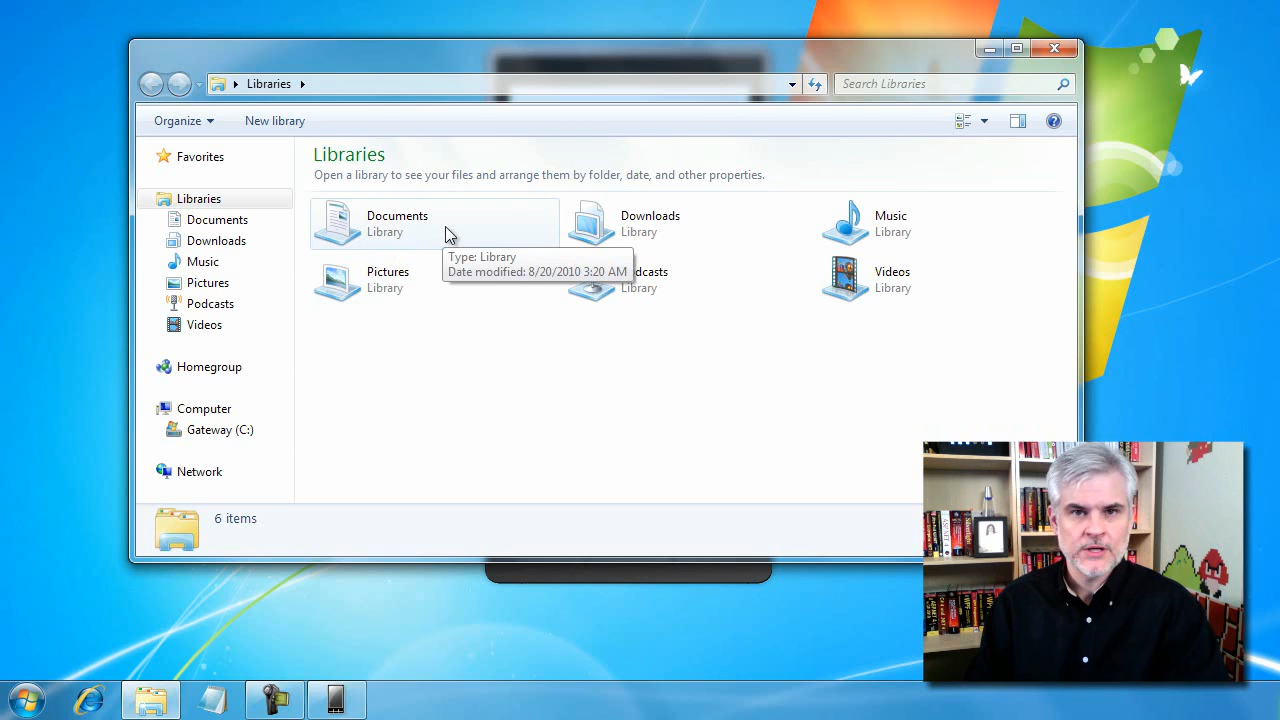 Libraries
Search Libraries
Organize
New library
Favorites
Libraries
Documents
Downloads
Music
Pictures
Podcasts
Videos
Homegroup
Computer
Gateway (C:)
Network
Libraries
Open a library to see your files and arrange them by folder, date, and other properties.
Documents
Library
Downloads
Library
Music
Library
Pictures
Library
dcasts
Library
Videos
Library
Type: Library
Date modified: 8/20/2010 3:20 AM
6 items